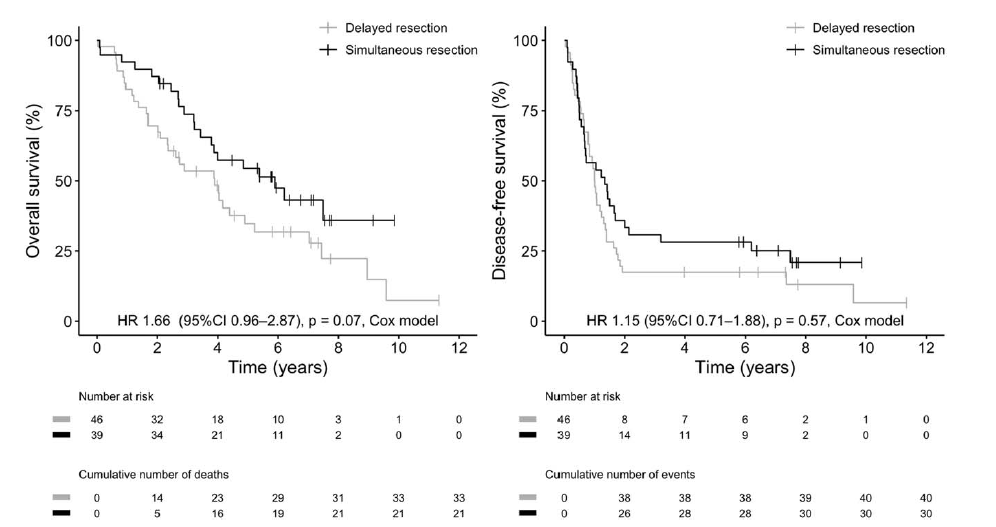 Delayed resection
Simultaneous resection
Overall survival (%)
100
75
50
25
0
HR 1.66 (95%CI 0.96–2.87), p = 0.07, Cox model
0 2 4 6 8 10 12
Time (years)
Number at risk
46 32 18 10 3 1 0
39 34 21 11 2 0 0
Cumulative number of deaths
0 14 23 29 31 33 33
0 5 16 19 21 21 21
Delayed resection
Simultaneous resection
Disease-free survival (%)
100
75
50
25
0
HR 1.15 (95%CI 0.71–1.88), p = 0.57, Cox model
0 2 4 6 8 10 12
Time (years)
Number at risk
46 8 7 6 2 1 0
39 14 11 9 2 0 0
Cumulative number of events
0 38 38 38 39 40 40
0 26 28 28 30 30 30